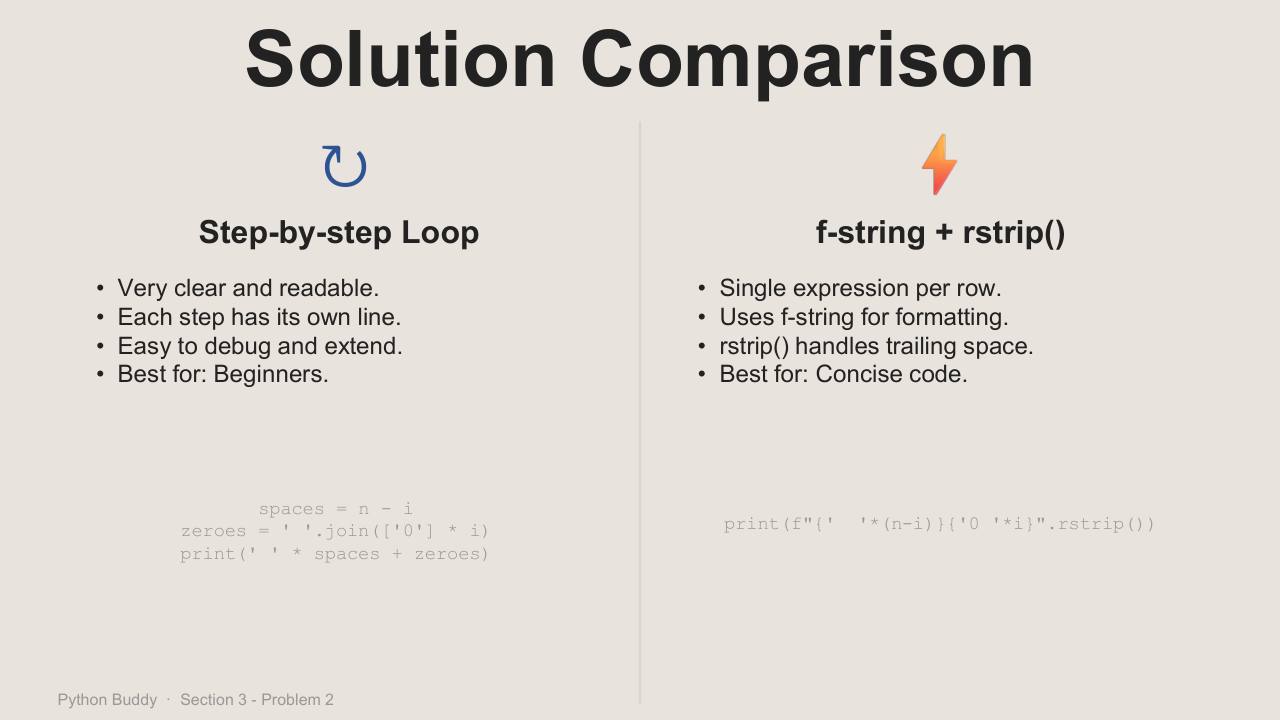 Solution Comparison
Step-by-step Loop
• Very clear and readable.
• Each step has its own line.
• Easy to debug and extend.
• Best for: Beginners.
spaces = n - i
zeroes = ' '.join(['0'] * i)
print(' ' * spaces + zeroes)
f-string + rstrip()
• Single expression per row.
• Uses f-string for formatting.
• rstrip() handles trailing space.
• Best for: Concise code.
print(f"{'  '*(n-i)}{'0 '*i}".rstrip())
Python Buddy · Section 3 - Problem 2